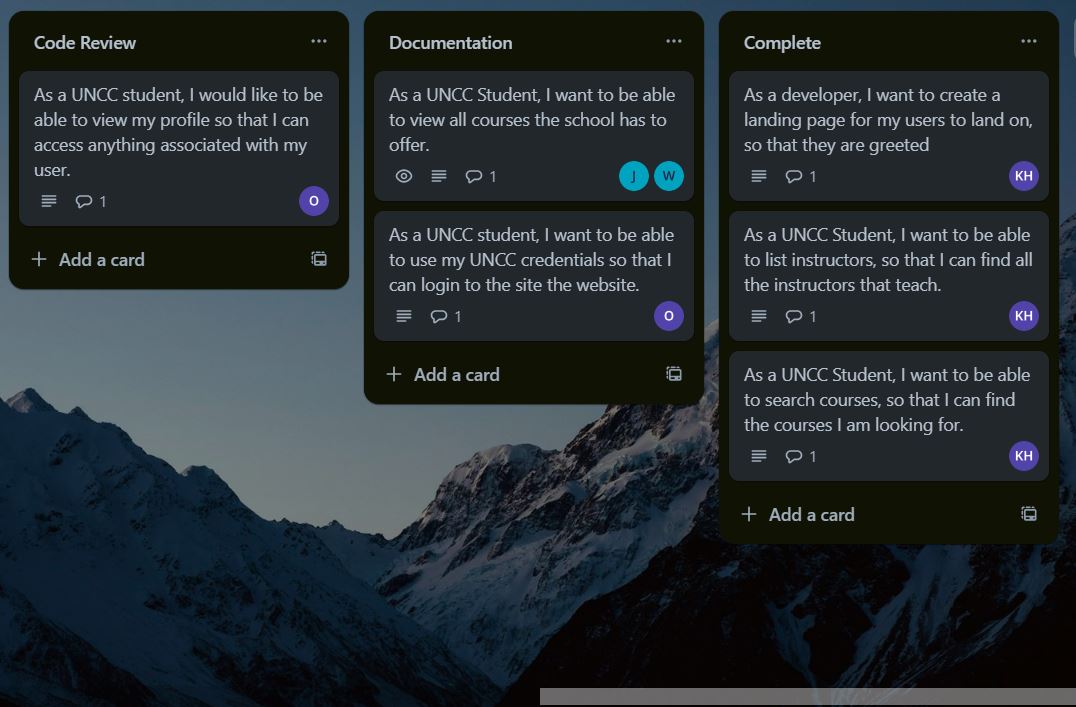 Code Review
As a UNCC student, I would like to be
able to view my profile so that I can
access anything associated with my
user.
1
O
Add a card
Documentation
As a UNCC Student, I want to be able
to view all courses the school has to
offer.
1
J
W
As a UNCC student, I want to be able
to use my UNCC credentials so that I
can login to the site the website.
1
O
Add a card
Complete
As a developer, I want to create a
landing page for my users to land on,
so that they are greeted
1
KH
As a UNCC Student, I want to be able
to list instructors, so that I can find all
the instructors that teach.
1
KH
As a UNCC Student, I want to be able
to search courses, so that I can find
the courses I am looking for.
1
KH
Add a card